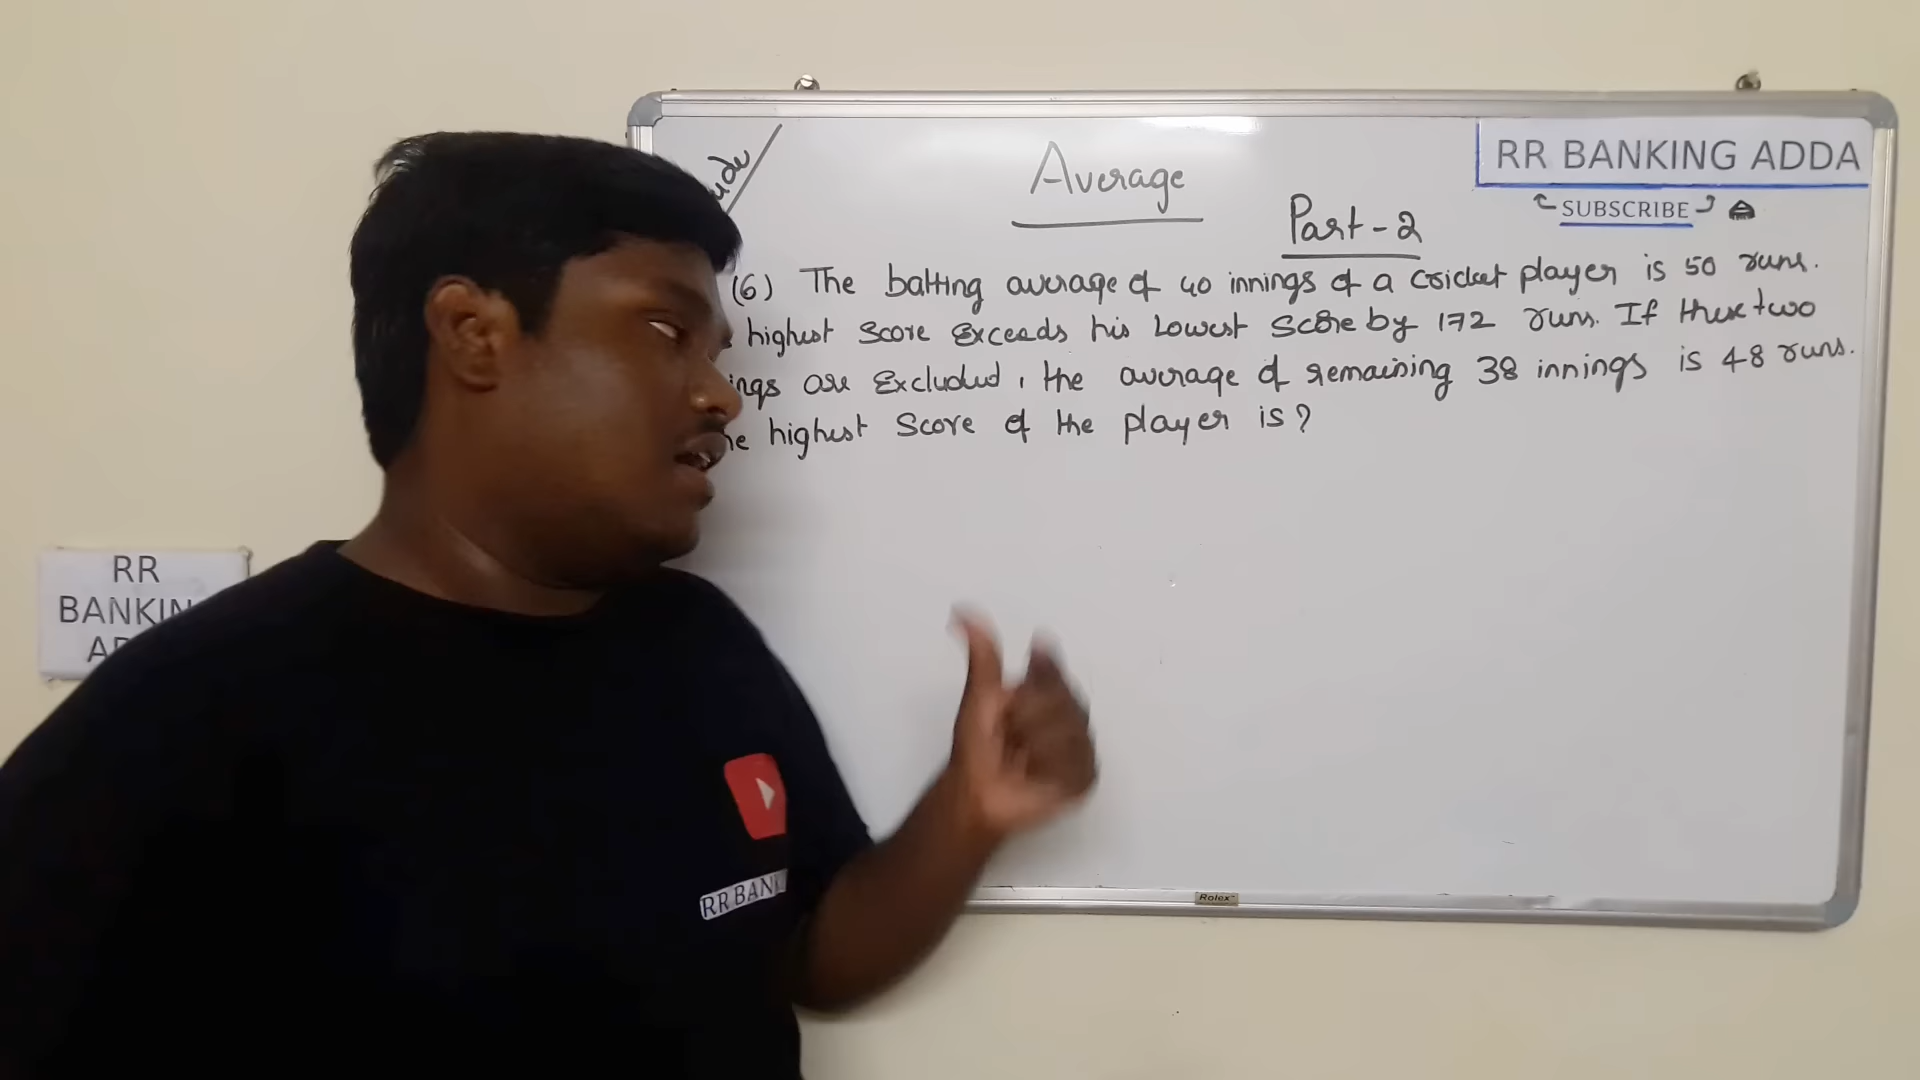 Average
RR BANKING ADDA
SUBSCRIBE
Part-2
(6) The batting average of 40 innings of a cricket player is 50 runs.
highest Score Exceeds his Lowest Score by 172 runs. If these two
are Excluded, the average of remaining 38 innings is 48 runs.
highest Score of the player is?
RR
Rolex
RR